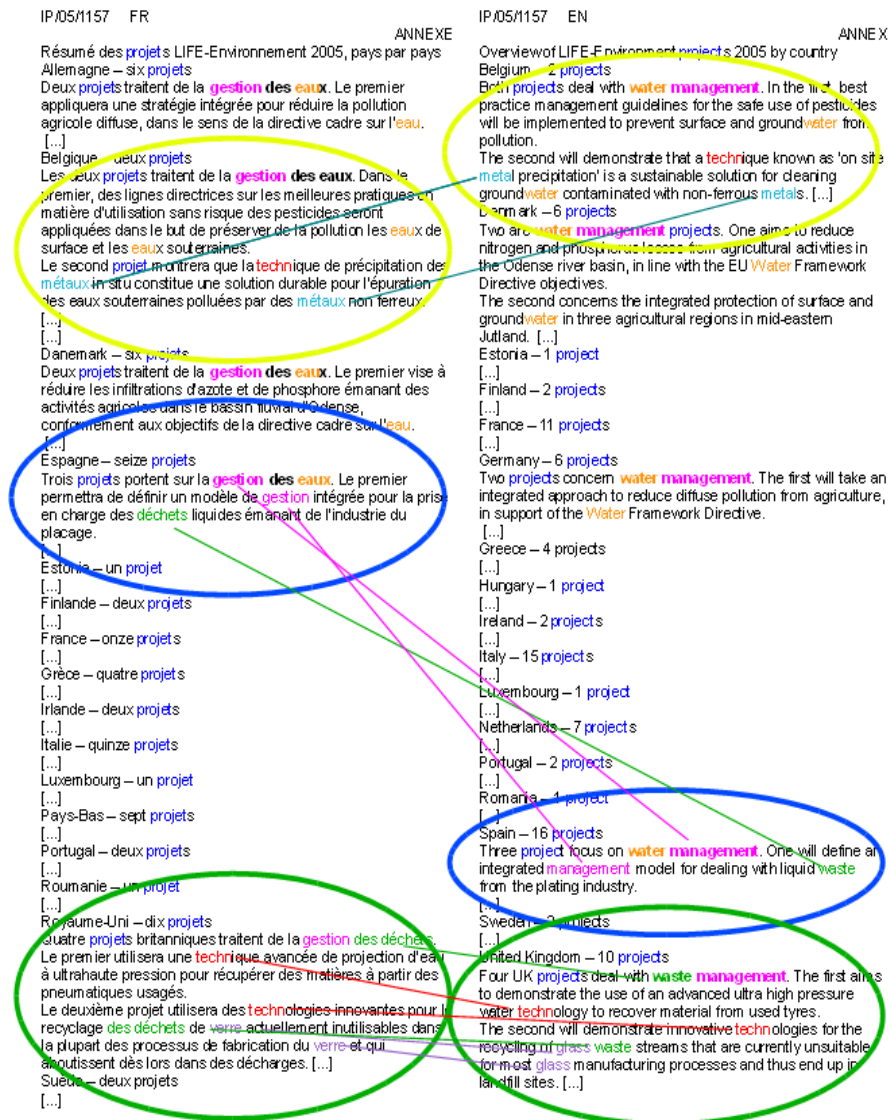 IP/05/1157 FR
ANNEXE
Résumé des projets LIFE-Environnement 2005, pays par pays
Allemagne – six projets
Deux projets traitent de la gestion des eaux. Le premier
appliquera une stratégie intégrée pour réduire la pollution
agricole diffuse, dans le sens de la directive cadre sur l'eau.
[...]
Belgique – deux projets
Les deux projets traitent de la gestion des eaux. Dans le
premier, des lignes directrices sur les meilleures pratiques en
matière d'utilisation sans risque des pesticides seront
appliquées dans le but de préserver de la pollution les eaux de
surface et les eaux souterraines.
Le second projet montrera que la technique de précipitation des
métaux in situ constitue une solution durable pour l'épuration
des eaux souterraines polluées par des métaux non ferreux.
[...]
[...]
Danemark – six projets
Deux projets traitent de la gestion des eaux. Le premier vise à
réduire les infiltrations d'azote et de phosphore émanant des
activités agricoles dans le bassin fluvial d'Odense,
conformément aux objectifs de la directive cadre sur l'eau.
[...]
Espagne – seize projets
Trois projets portent sur la gestion des eaux. Le premier
permettra de définir un modèle de gestion intégrée pour la prise
en charge des déchets liquides émanant de l'industrie du
placage.
[...]
Estonie – un projet
[...]
Finlande – deux projets
[...]
France – onze projets
[...]
Grèce – quatre projets
[...]
Irlande – deux projets
[...]
Italie – quinze projets
[...]
Luxembourg – un projet
[...]
Pays-Bas – sept projets
[...]
Portugal – deux projets
[...]
Roumanie – un projet
[...]
Royaume-Uni – dix projets
Quatre projets britanniques traitent de la gestion des déchets.
Le premier utilisera une technique avancée de projection d'eau
à ultrahaute pression pour récupérer des matières à partir des
pneumatiques usagés.
Le deuxième projet utilisera des technologies innovantes pour le
recyclage des déchets de verre actuellement inutilisables dans
la plupart des processus de fabrication du verre et qui
aboutissent dès lors dans des décharges. [...]
Suède – deux projets
[...]
IP/05/1157 EN
ANNEX
Overview of LIFE-Environment projects 2005 by country
Belgium – 2 projects
Both projects deal with water management. In the first, best
practice management guidelines for the safe use of pesticides
will be implemented to prevent surface and groundwater from
pollution.
The second will demonstrate that a technique known as 'on site
metal precipitation' is a sustainable solution for cleaning
groundwater contaminated with non-ferrous metals. [...]
Denmark – 6 projects
Two are water management projects. One aims to reduce
nitrogen and phosphorus losses from agricultural activities in
the Odense river basin, in line with the EU Water Framework
Directive objectives.
The second concerns the integrated protection of surface and
groundwater in three agricultural regions in mid-eastern
Jutland. [...]
Estonia – 1 project
[...]
Finland – 2 projects
[...]
France – 11 projects
[...]
Germany – 6 projects
Two projects concern water management. The first will take an
integrated approach to reduce diffuse pollution from agriculture,
in support of the Water Framework Directive.
[...]
Greece – 4 projects
[...]
Hungary – 1 project
[...]
Ireland – 2 projects
[...]
Italy – 15 projects
[...]
Luxembourg – 1 project
[...]
Netherlands – 7 projects
[...]
Portugal – 2 projects
[...]
Romania – 1 project
[...]
Spain – 16 projects
Three project focus on water management. One will define an
integrated management model for dealing with liquid waste
from the plating industry.
[...]
Sweden – 2 projects
[...]
United Kingdom – 10 projects
Four UK projects deal with waste management. The first aims
to demonstrate the use of an advanced ultra high pressure
water technology to recover material from used tyres.
The second will demonstrate innovative technologies for the
recycling of glass waste streams that are currently unsuitable
for most glass manufacturing processes and thus end up in
landfill sites. [...]